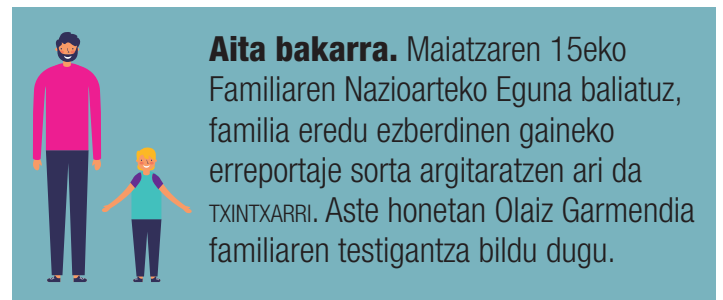 Aita bakarra. Maiatzaren 15eko
Familiaren Nazioarteko Eguna baliatuz,
familia eredu ezberdinen gaineko
erreportaje sorta argitaratzen ari da
TXINTXARRI. Aste honetan Olaiz Garmendia
familiaren testigantza bildu dugu.